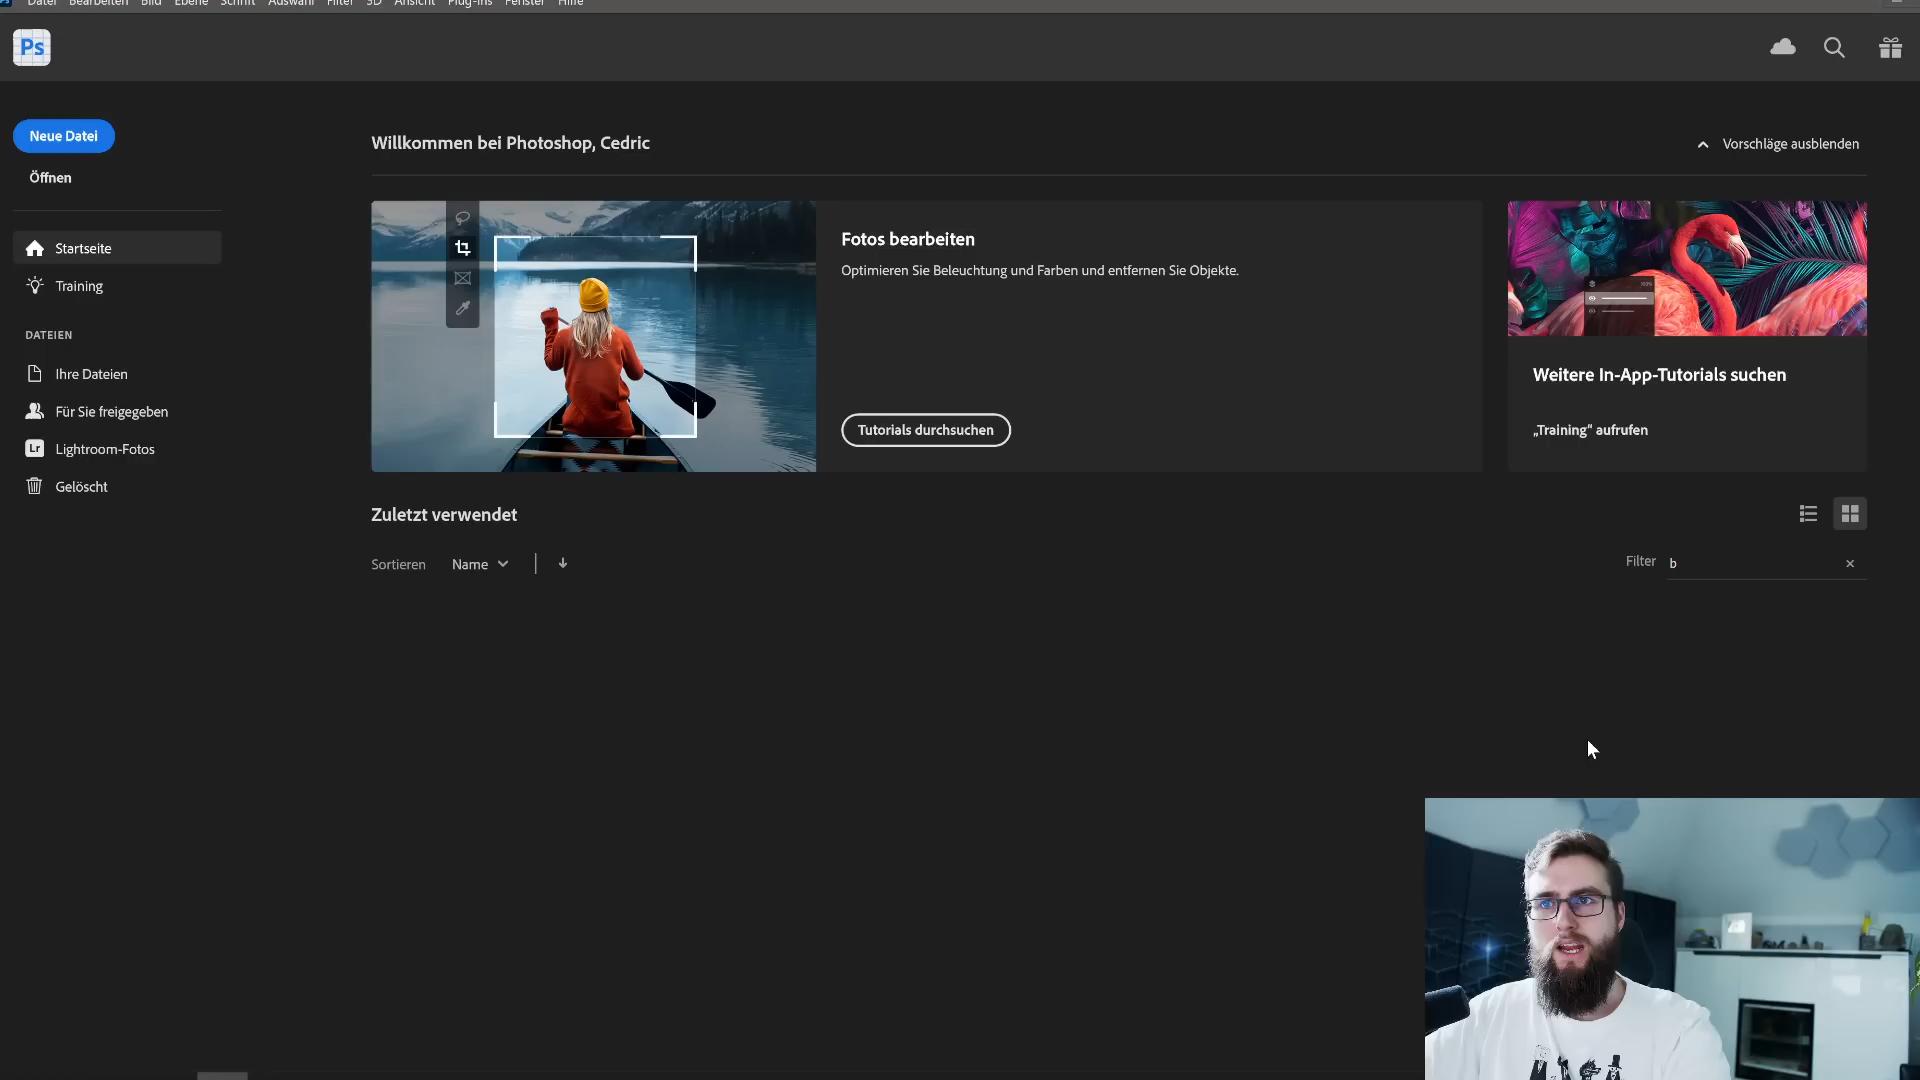 Datei Bearbeiten Bild Ebene Schrift Auswahl Filter 3D Ansicht Plug-ins Fenster Hilfe
Ps
Neue Datei
Öffnen
Startseite
Training
DATEIEN
Ihre Dateien
Für Sie freigegeben
Lr Lightroom-Fotos
Gelöscht
Willkommen bei Photoshop, Cedric
Vorschläge ausblenden
Fotos bearbeiten
Optimieren Sie Beleuchtung und Farben und entfernen Sie Objekte.
Tutorials durchsuchen
Weitere In-App-Tutorials suchen
„Training“ aufrufen
Zuletzt verwendet
Sortieren Name
Filter b